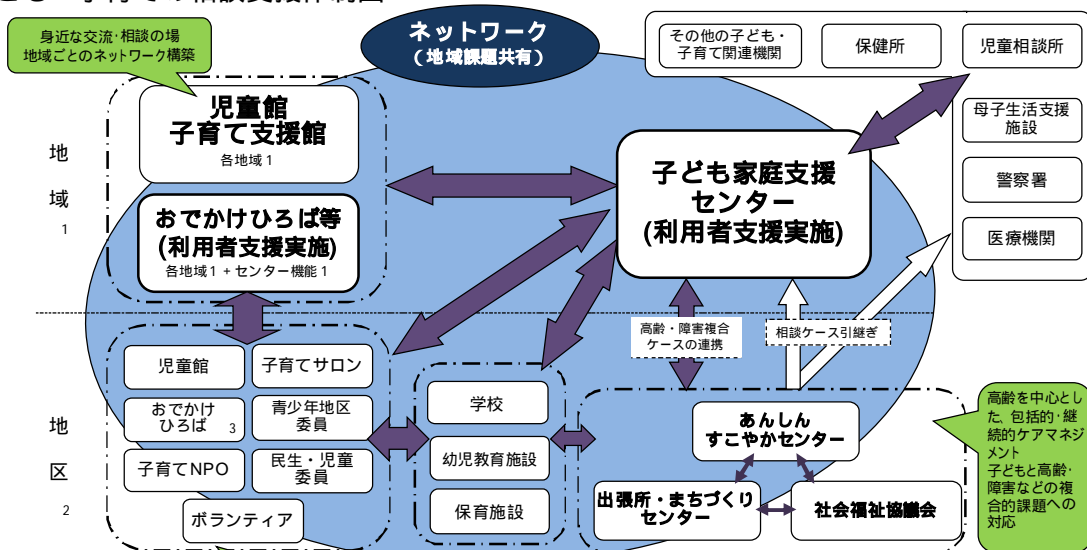 身近な交流・相談の場
地域ごとのネットワーク構築
ネットワーク
(地域課題共有)
その他の子ども・
子育て関連機関
保健所
児童相談所
母子生活支援
施設
警察署
医療機関
地
域
1
児童館
子育て支援館
各地域1
おでかけひろば等
(利用者支援実施)
各地域1+センター機能1
子ども家庭支援
センター
(利用者支援実施)
高齢・障害複合
ケースの連携
相談ケース引継ぎ
地
区
2
児童館
子育てサロン
おでかけ
ひろば 3
青少年地区
委員
子育てNPO
民生・児童
委員
ボランティア
学校
幼児教育施設
保育施設
あんしん
すこやかセンター
出張所・まちづくり
センター
社会福祉協議会
高齢を中心とし
た、包括的・継
続的ケアマネジ
メント
子どもと高齢・
障害などの複
合的課題への
対応